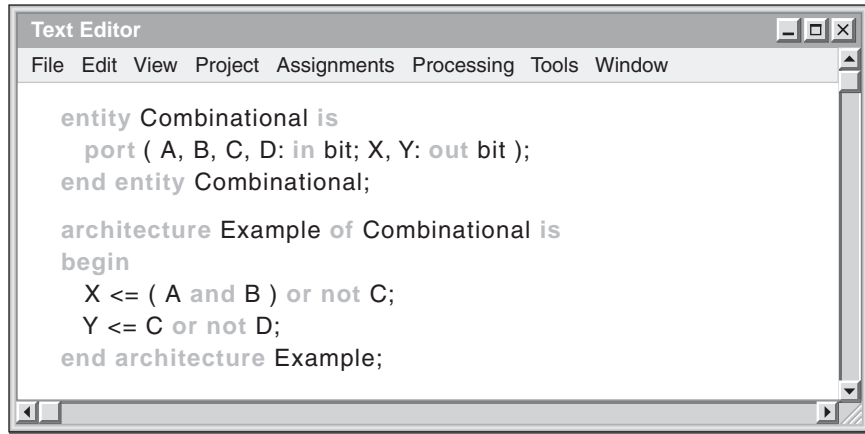 Text Editor
File Edit View Project Assignments Processing Tools Window
entity Combinational is
port ( A, B, C, D: in bit; X, Y: out bit );
end entity Combinational;
architecture Example of Combinational is
begin
X <= ( A and B ) or not C;
Y <= C or not D;
end architecture Example;